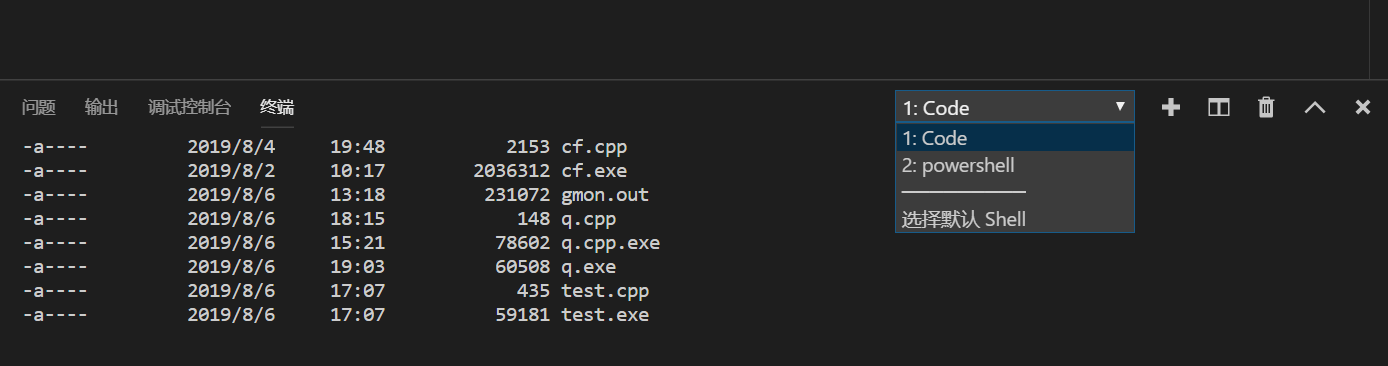 问题 输出 调试控制台 终端 1: Code
1: Code
2: powershell
选择默认 Shell
-a---- 2019/8/4 19:48 2153 cf.cpp
-a---- 2019/8/2 10:17 2036312 cf.exe
-a---- 2019/8/6 13:18 231072 gmon.out
-a---- 2019/8/6 18:15 148 q.cpp
-a---- 2019/8/6 15:21 78602 q.cpp.exe
-a---- 2019/8/6 19:03 60508 q.exe
-a---- 2019/8/6 17:07 435 test.cpp
-a---- 2019/8/6 17:07 59181 test.exe